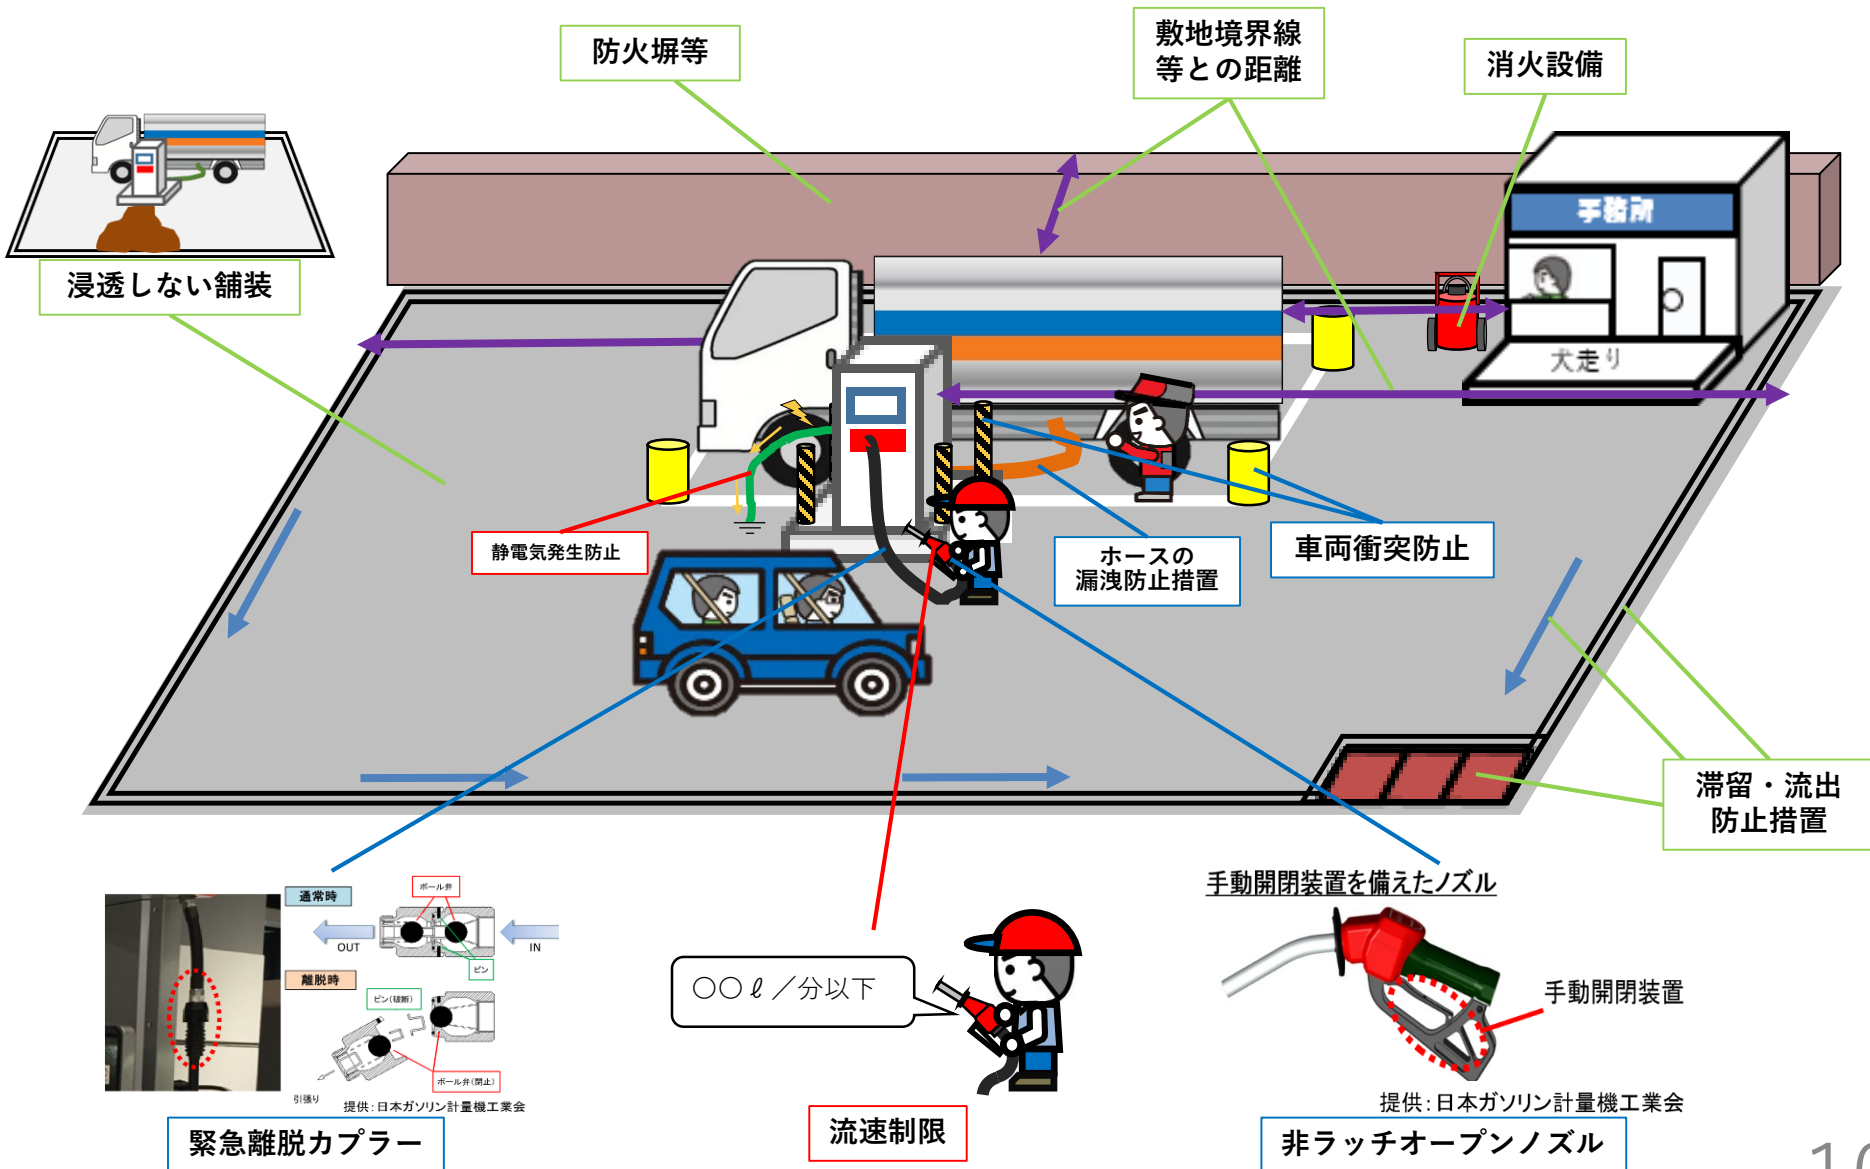 防火塀等
敷地境界線
等との距離
消火設備
事務所
犬走り
浸透しない舗装
静電気発生防止
ホースの
漏洩防止措置
車両衝突防止
滞留・流出
防止措置
通常時
ボール弁
OUT
IN
ピン
離脱時
ピン(破断)
ボール弁(閉止)
引張り
提供:日本ガソリン計量機工業会
緊急離脱カプラー
〇〇ℓ/分以下
流速制限
手動開閉装置を備えたノズル
手動開閉装置
提供:日本ガソリン計量機工業会
非ラッチオープンノズル